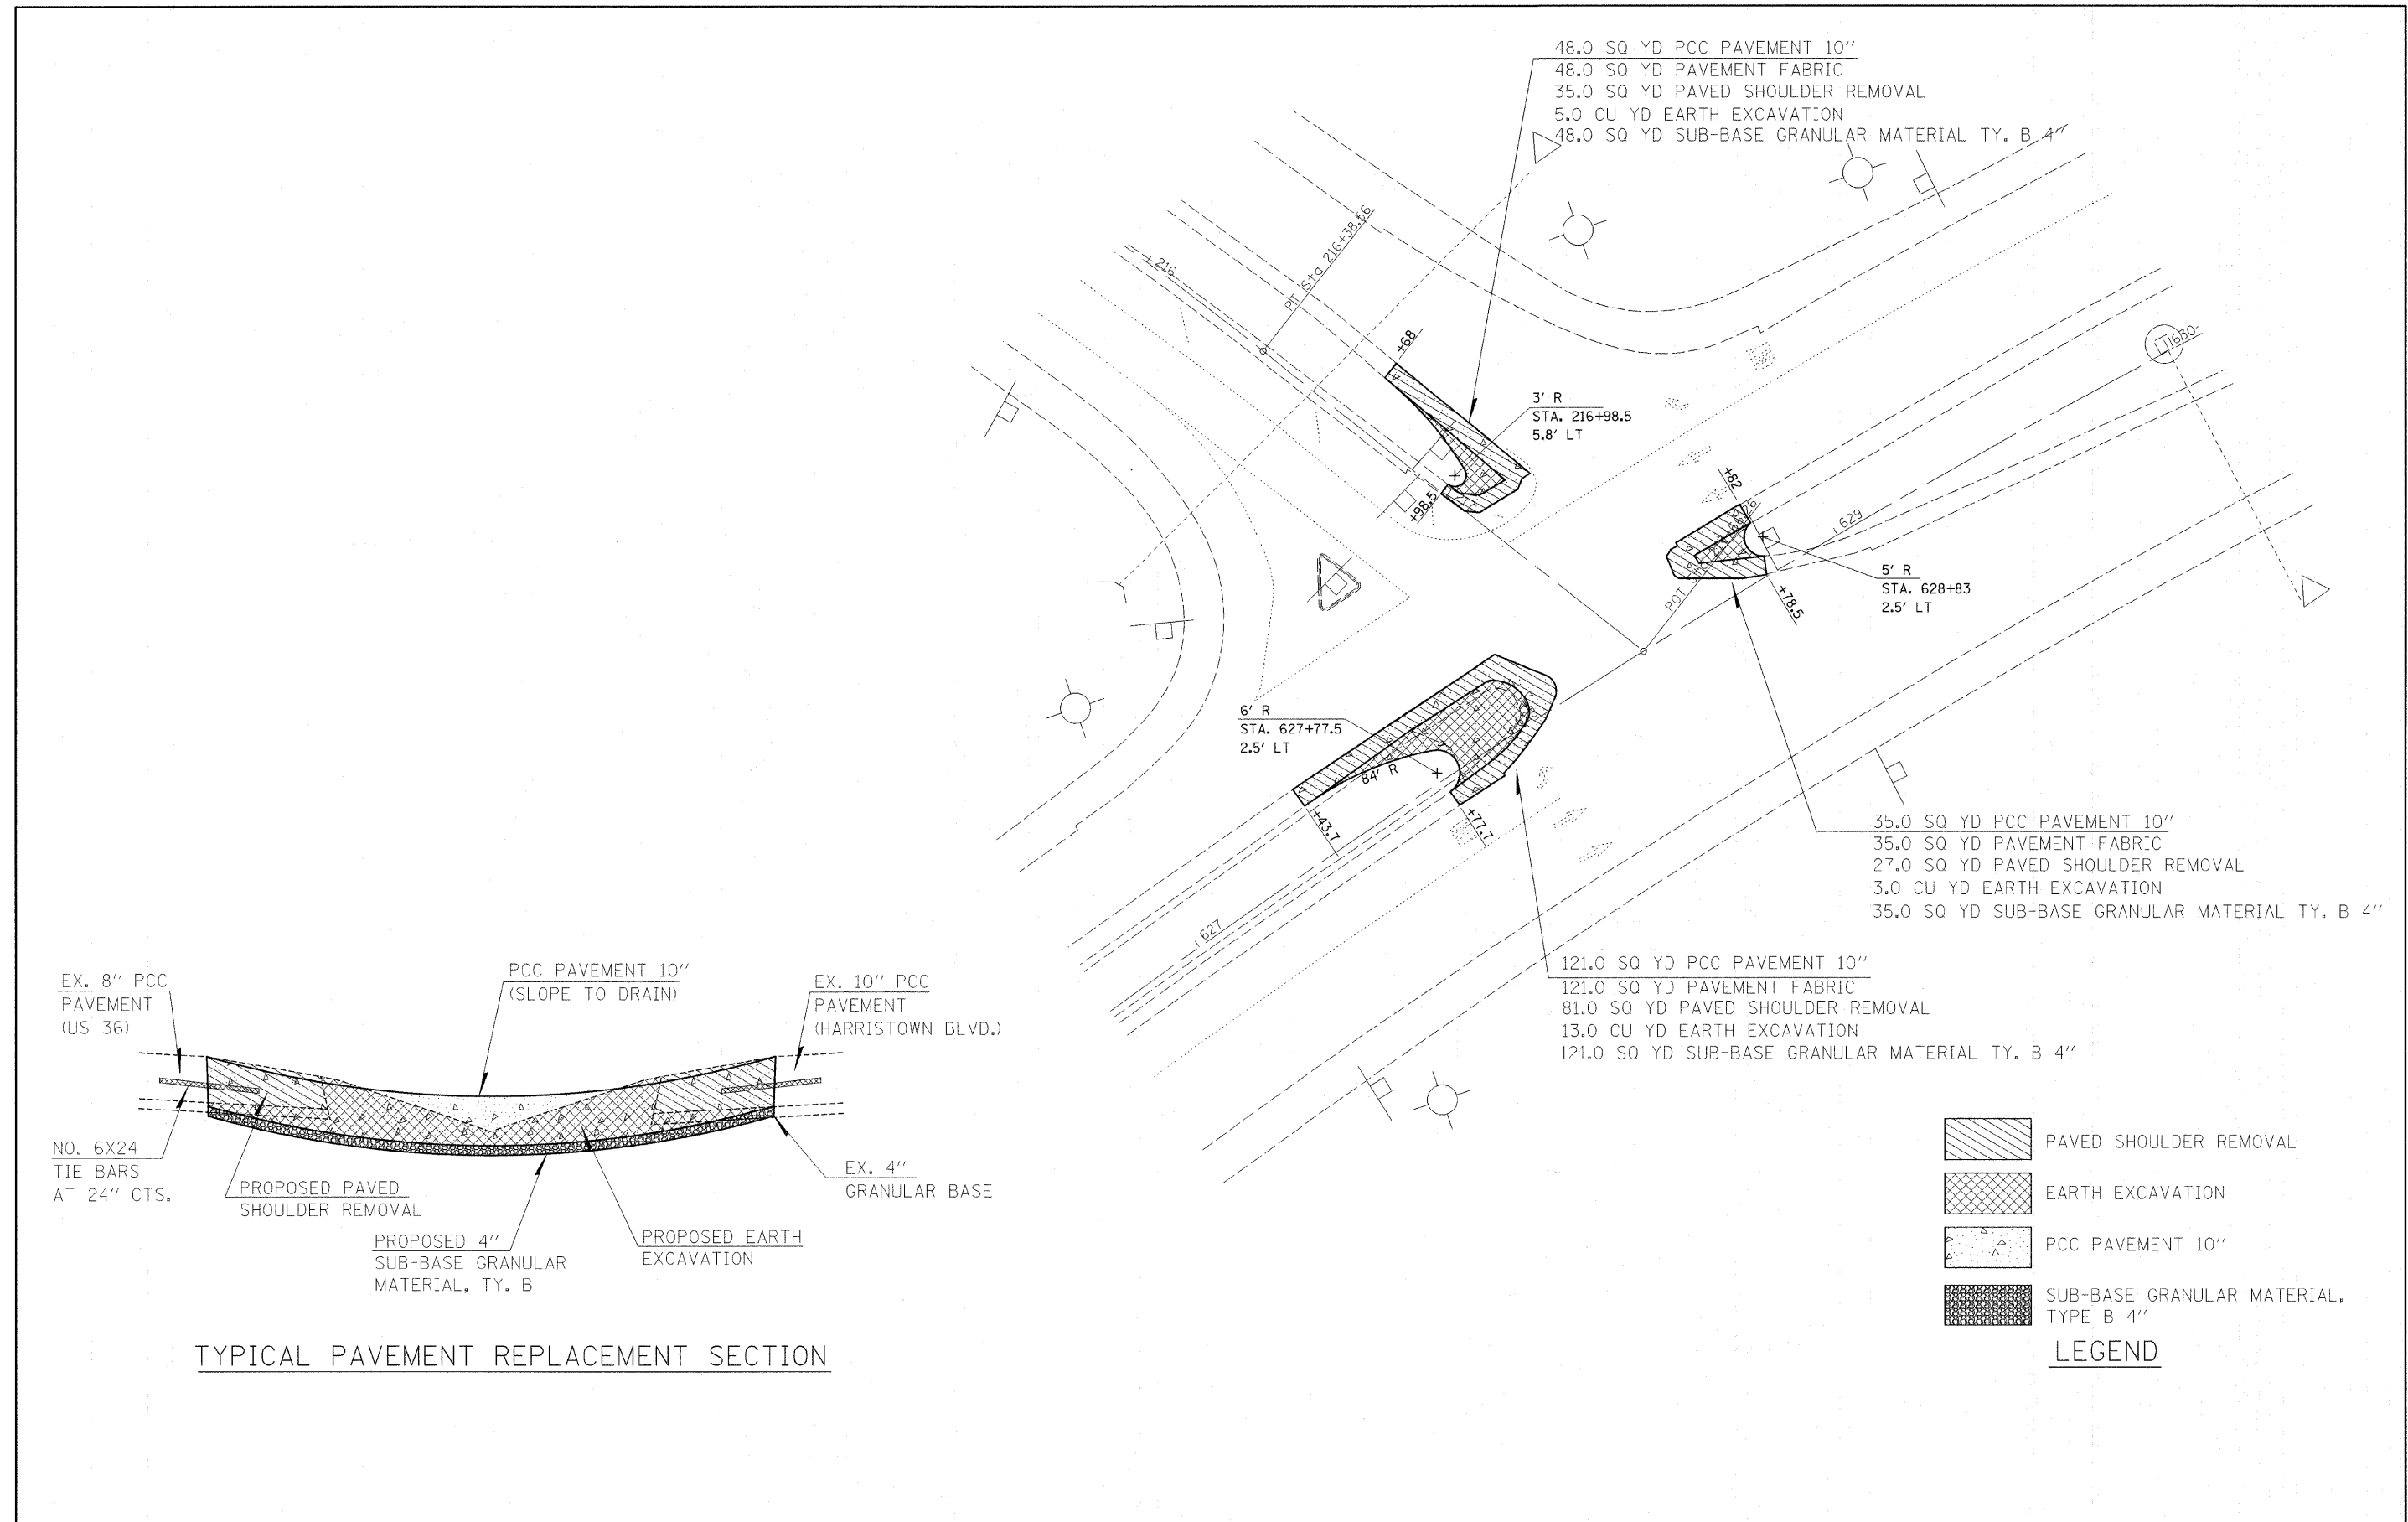 48.0 SQ YD PCC PAVEMENT 10''
48.0 SQ YD PAVEMENT FABRIC
35.0 SQ YD PAVED SHOULDER REMOVAL
5.0 CU YD EARTH EXCAVATION
48.0 SQ YD SUB-BASE GRANULAR MATERIAL TY. B 4''
216
PIT Sta 216+38.56
+68
3' R
STA. 216+98.5
5.8' LT
+98.5
+82
629
630
POT
5' R
STA. 628+83
2.5' LT
+78.5
6' R
STA. 627+77.5
2.5' LT
84' R
+43.7
+77.7
627
35.0 SQ YD PCC PAVEMENT 10''
35.0 SQ YD PAVEMENT FABRIC
27.0 SQ YD PAVED SHOULDER REMOVAL
3.0 CU YD EARTH EXCAVATION
35.0 SQ YD SUB-BASE GRANULAR MATERIAL TY. B 4''
121.0 SQ YD PCC PAVEMENT 10''
121.0 SQ YD PAVEMENT FABRIC
81.0 SQ YD PAVED SHOULDER REMOVAL
13.0 CU YD EARTH EXCAVATION
121.0 SQ YD SUB-BASE GRANULAR MATERIAL TY. B 4''
EX. 8'' PCC
PAVEMENT
(US 36)
PCC PAVEMENT 10''
(SLOPE TO DRAIN)
EX. 10'' PCC
PAVEMENT
(HARRISTOWN BLVD.)
NO. 6X24
TIE BARS
AT 24'' CTS.
PROPOSED PAVED
SHOULDER REMOVAL
PROPOSED 4''
SUB-BASE GRANULAR
MATERIAL, TY. B
PROPOSED EARTH
EXCAVATION
EX. 4''
GRANULAR BASE
TYPICAL PAVEMENT REPLACEMENT SECTION
PAVED SHOULDER REMOVAL
EARTH EXCAVATION
PCC PAVEMENT 10''
SUB-BASE GRANULAR MATERIAL,
TYPE B 4''
LEGEND